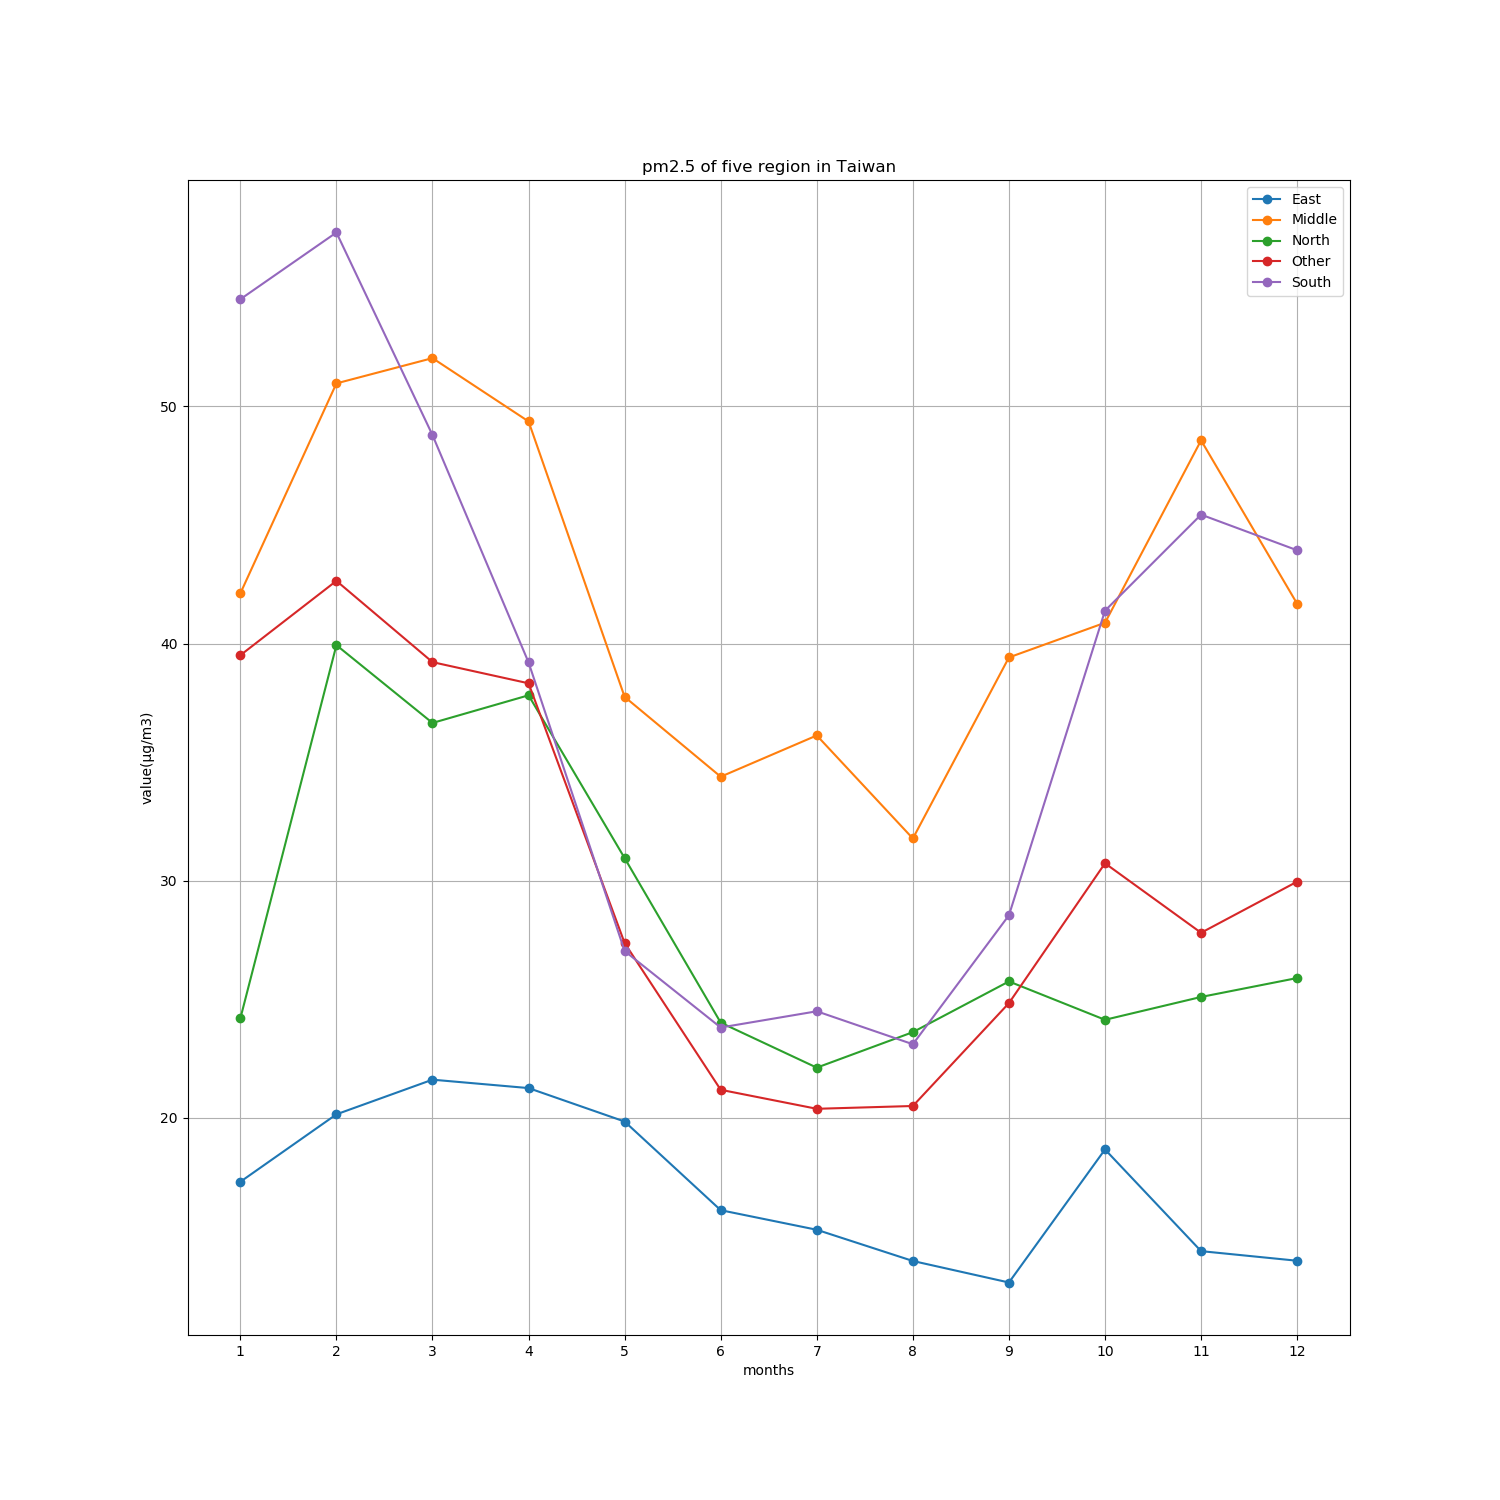 pm2.5 of five region in Taiwan
East
Middle
North
Other
South
50
40
30
20
value(µg/m3)
1 2 3 4 5 6 7 8 9 10 11 12
months